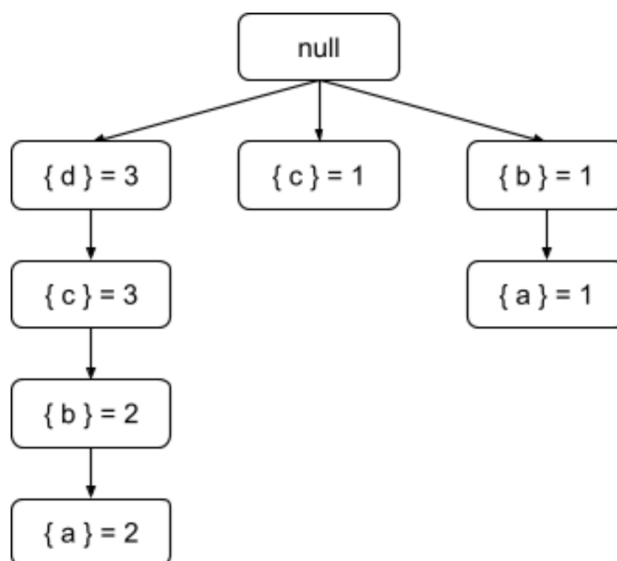 null
{ d } = 3
{ c } = 1
{ b } = 1
{ c } = 3
{ a } = 1
{ b } = 2
{ a } = 2